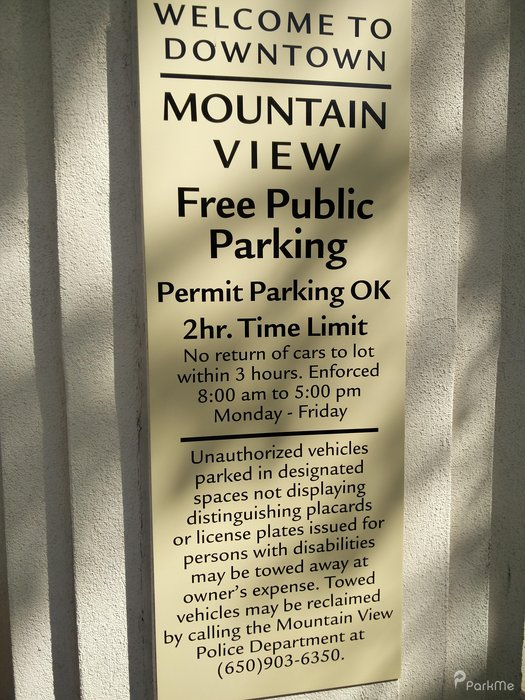 WELCOME TO
DOWNTOWN
MOUNTAIN
VIEW
Free Public
Parking
Permit Parking OK
2hr. Time Limit
No return of cars to lot
within 3 hours. Enforced
8:00 am to 5:00 pm
Monday - Friday
Unauthorized vehicles
parked in designated
spaces not displaying
distinguishing placards
or license plates issued for
persons with disabilities
may be towed away at
owner's expense. Towed
vehicles may be reclaimed
by calling the Mountain View
Police Department at
(650)903-6350.
ParkMe